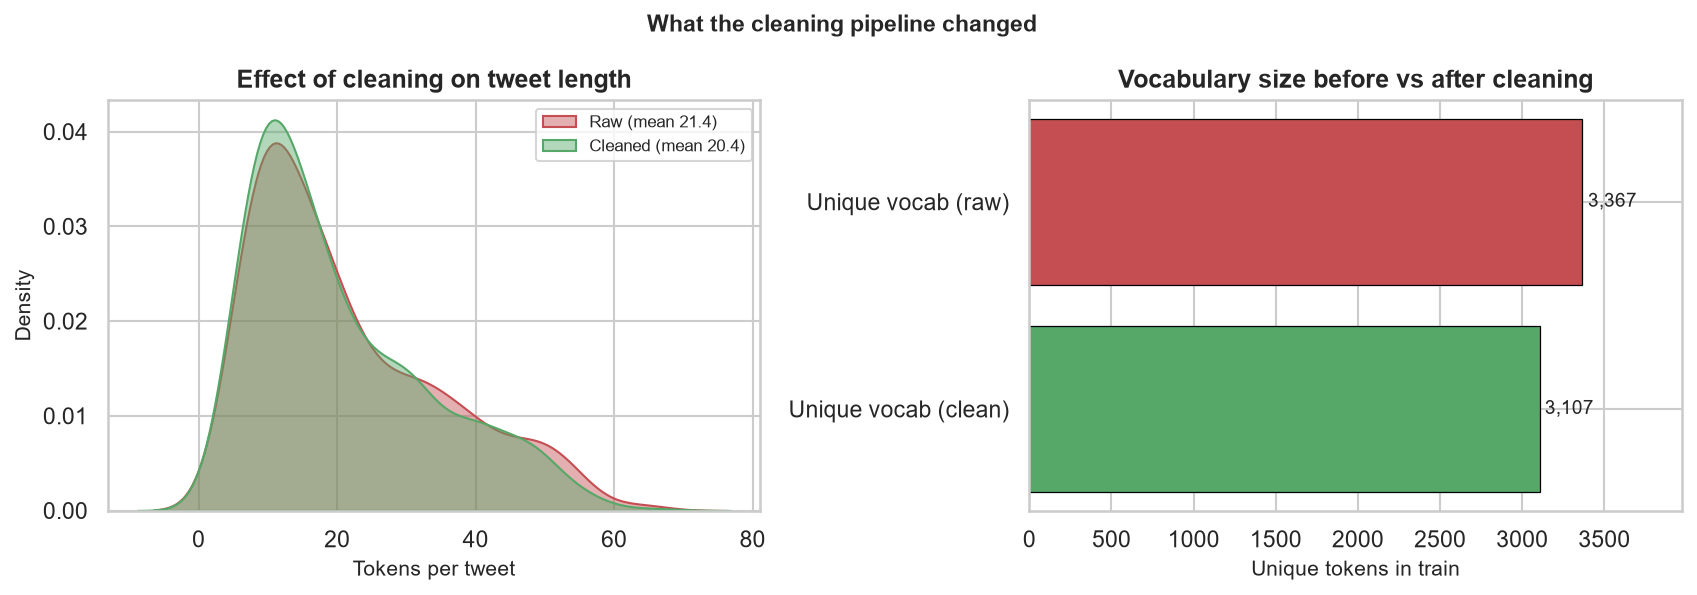 What the cleaning pipeline changed
Effect of cleaning on tweet length
Raw (mean 21.4)
Cleaned (mean 20.4)
0.04
0.03
0.02
0.01
0.00
Density
0 20 40 60 80
Tokens per tweet
Vocabulary size before vs after cleaning
Unique vocab (raw)
3,367
Unique vocab (clean)
3,107
0 500 1000 1500 2000 2500 3000 3500
Unique tokens in train